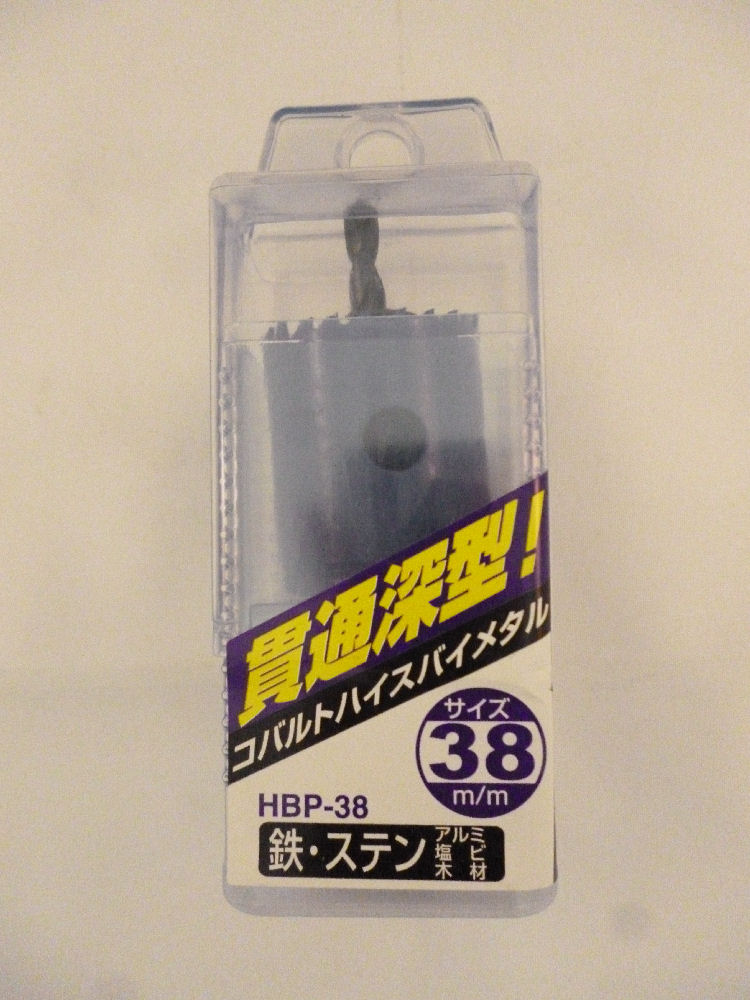 貫通深型!
コバルトハイスバイメタル
サイズ
38
m/m
HBP-38
鉄・ステン
アルミ
塩ビ
木材